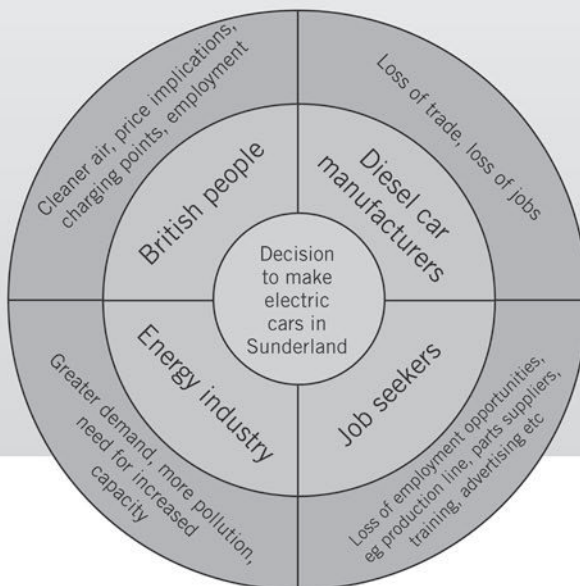 Cleaner air, price implications,
charging points, employment
Loss of trade, loss of jobs
British people
Diesel car
manufacturers
Decision
to make
electric
cars in
Sunderland
Energy industry
Job seekers
Greater demand, more pollution,
need for increased
capacity
Loss of employment opportunities,
eg production line, parts suppliers,
training, advertising etc